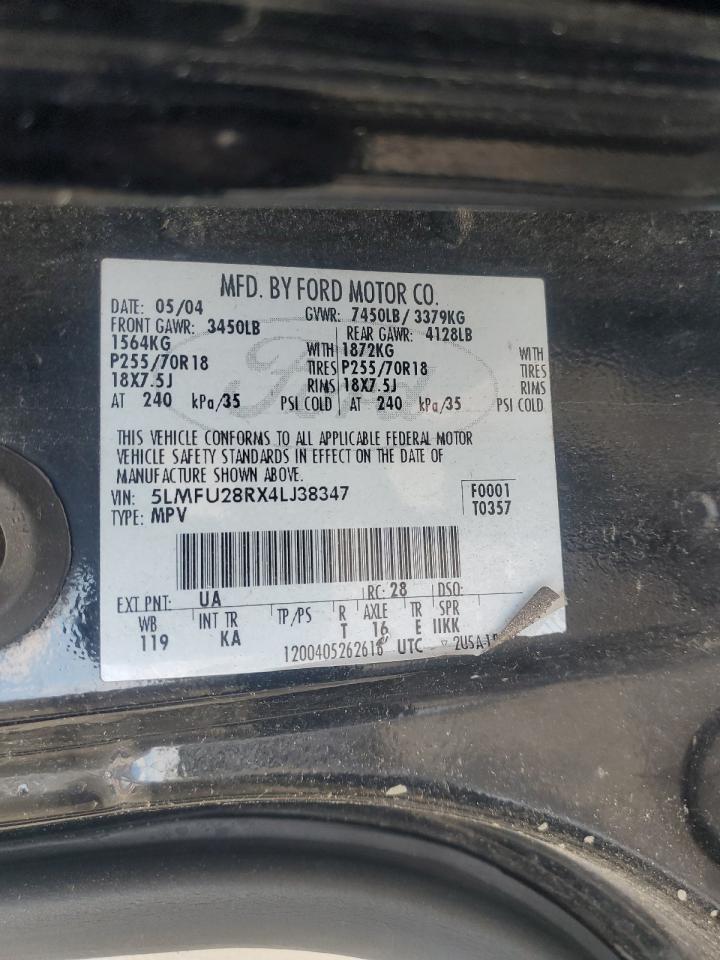 MFD. BY FORD MOTOR CO.
DATE: 05/04 GVWR: 7450LB/ 3379KG
FRONT GAWR: 3450LB REAR GAWR: 4128LB
1564KG WITH 1872KG WITH
P255/70R18 TIRES P255/70R18 TIRES
18X7.5J RIMS 18X7.5J RIMS
AT 240 kPa/35 PSI COLD AT 240 kPa/35 PSI COLD
Ford
THIS VEHICLE CONFORMS TO ALL APPLICABLE FEDERAL MOTOR
VEHICLE SAFETY STANDARDS IN EFFECT ON THE DATE OF
MANUFACTURE SHOWN ABOVE.
VIN: 5LMFU28RX4LJ38347 F0001
TYPE: MPV T0357
EXT PNT: UA RC: 28 DSO:
WB INT TR TP/PS R AXLE TR SPR
119 KA T 16 E IIKK
1200405262616 UTC